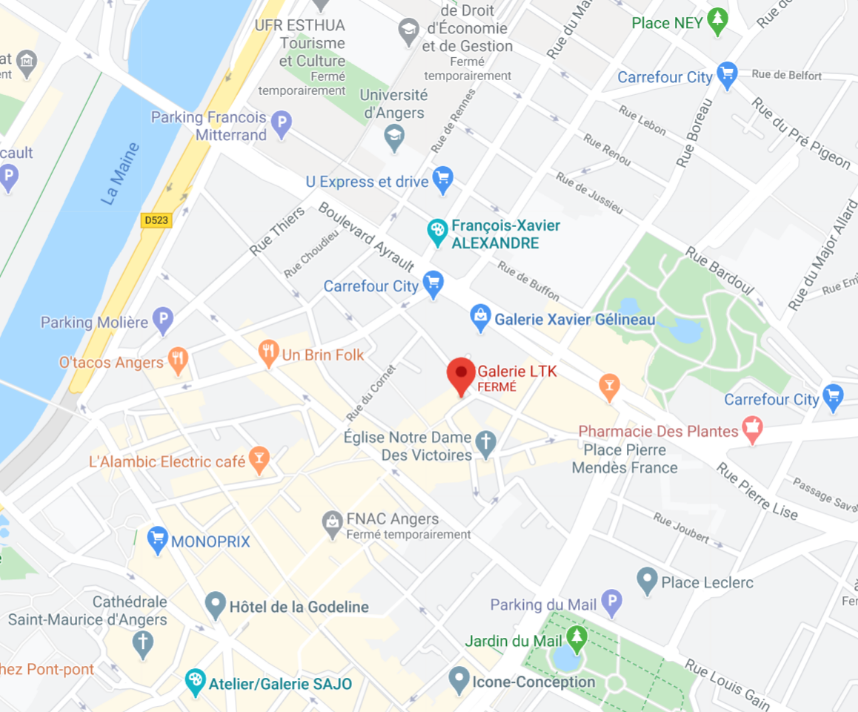 UFR ESTHUA
Tourisme
et Culture
Fermé
temporairement
de Droit
d'Économie
et de Gestion
Fermé
temporairement
Rue du Ma
Place NEY
Rue de
at
ent
Carrefour City
Rue de Belfort
Université
d'Angers
Rue de Rennes
Rue Lebon
Rue Boreau
Rue du Pré Pigeon
Parking Francois
Mitterrand
Rue Renou
cault
La Maine
U Express et drive
Rue de Jussieu
D523
Rue Thiers
Boulevard Ayrault
François-Xavier
ALEXANDRE
Rue Choudieu
Rue du Major Allard
Rue Bardoul
Rue de Buffon
Carrefour City
Rue Em
Parking Molière
Galerie Xavier Gélineau
O'tacos Angers
Un Brin Folk
Galerie LTK
FERMÉ
Rue du Cornet
Carrefour City
Pharmacie Des Plantes
Église Notre Dame
Des Victoires
Place Pierre
Mendès France
L'Alambic Electric café
Rue Pierre Lise
Passage Sava
FNAC Angers
Fermé temporairement
Rue Joubert
MONOPRIX
e
Place Leclerc
à
Fer
Cathédrale
Saint-Maurice d'Angers
Hôtel de la Godeline
Parking du Mail
Jardin du Mail
hez Pont-pont
Atelier/Galerie SAJO
Icone-Conception
Rue Louis Gain